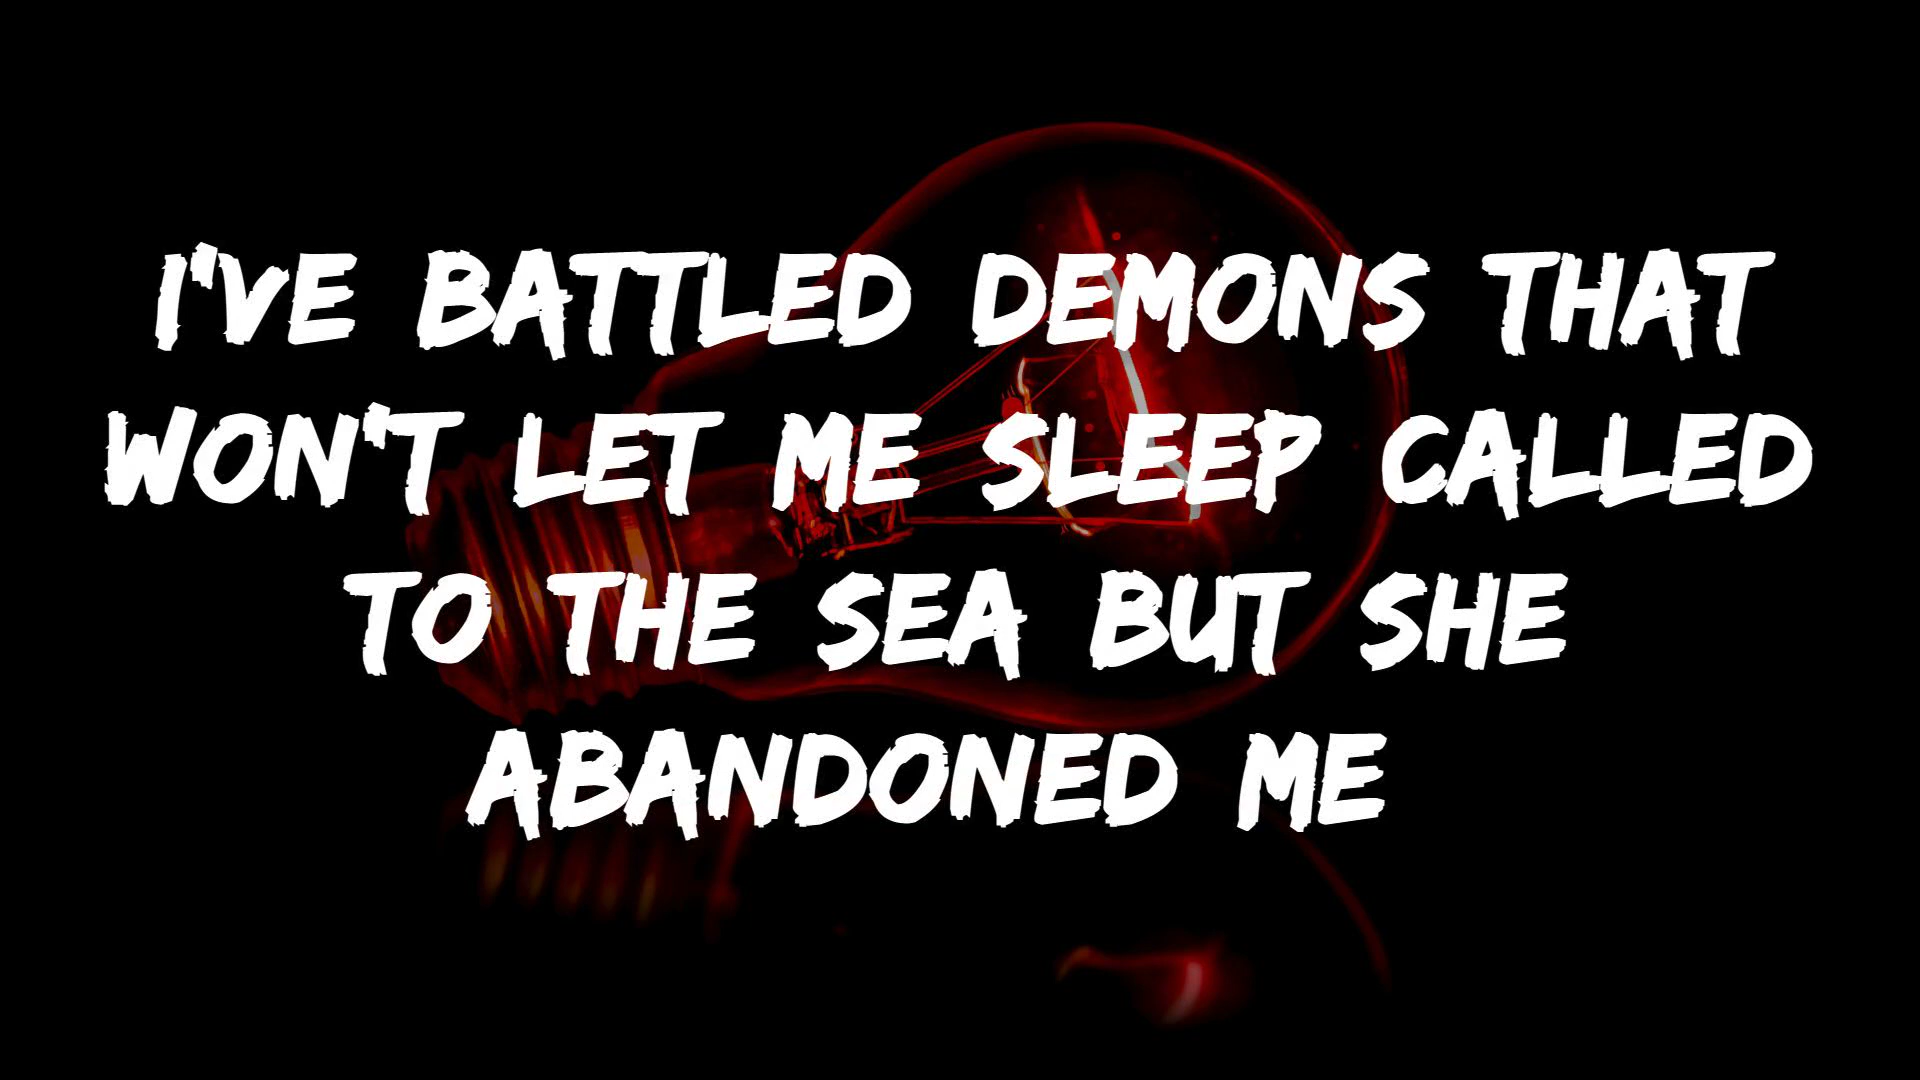 I'VE BATTLED DEMONS THAT
WON'T LET ME SLEEP CALLED
TO THE SEA BUT SHE
ABANDONED ME